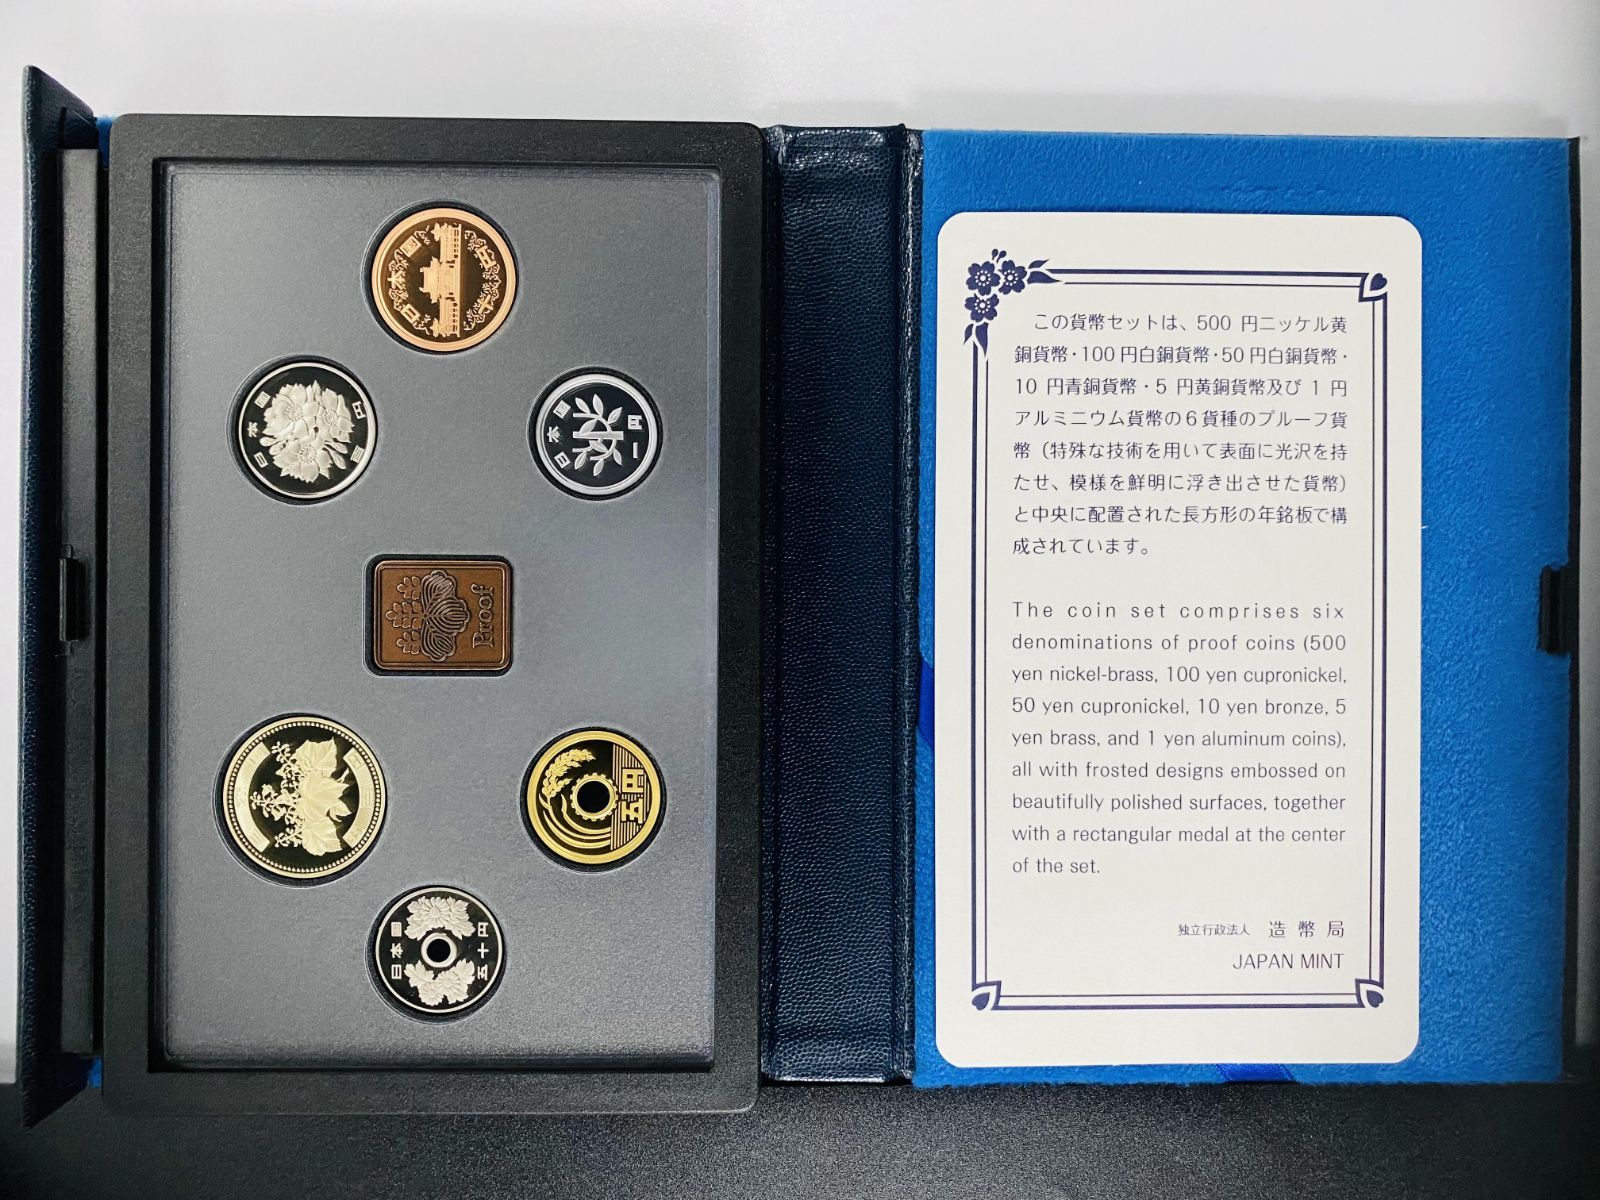 日本国
十円
日本国
百円
日本国
一円
Proof
日本国
五円
日本国
五十円
この貨幣セットは、500 円ニッケル黄
銅貨幣・100円白銅貨幣・50円白銅貨幣・
10 円青銅貨幣・5 円黄銅貨幣及び 1 円
アルミニウム貨幣の６貨種のプルーフ貨
幣（特殊な技術を用いて表面に光沢を持
たせ、模様を鮮明に浮き出させた貨幣）
と中央に配置された長方形の年銘板で構
成されています。
The coin set comprises six
denominations of proof coins (500
yen nickel-brass, 100 yen cupronickel,
50 yen cupronickel, 10 yen bronze, 5
yen brass, and 1 yen aluminum coins),
all with frosted designs embossed on
beautifully polished surfaces, together
with a rectangular medal at the center
of the set.
独立行政法人 造幣局
JAPAN MINT